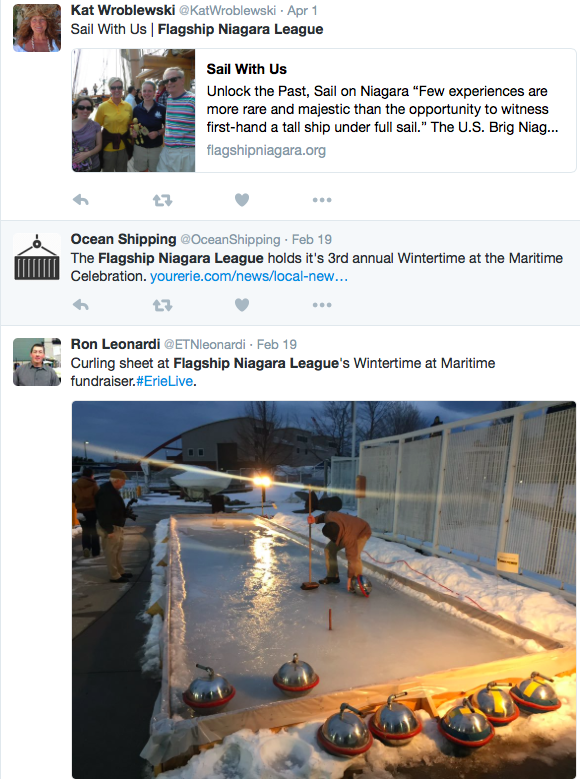 Kat Wroblewski @KatWroblewski · Apr 1
Sail With Us | Flagship Niagara League
Sail With Us
Unlock the Past, Sail on Niagara “Few experiences are
more rare and majestic than the opportunity to witness
first-hand a tall ship under full sail.” The U.S. Brig Niag...
flagshipniagara.org
Ocean Shipping @OceanShipping · Feb 19
The Flagship Niagara League holds it's 3rd annual Wintertime at the Maritime
Celebration. yourerie.com/news/local-new…
Ron Leonardi @ETNleonardi · Feb 19
Curling sheet at Flagship Niagara League's Wintertime at Maritime
fundraiser.#ErieLive.